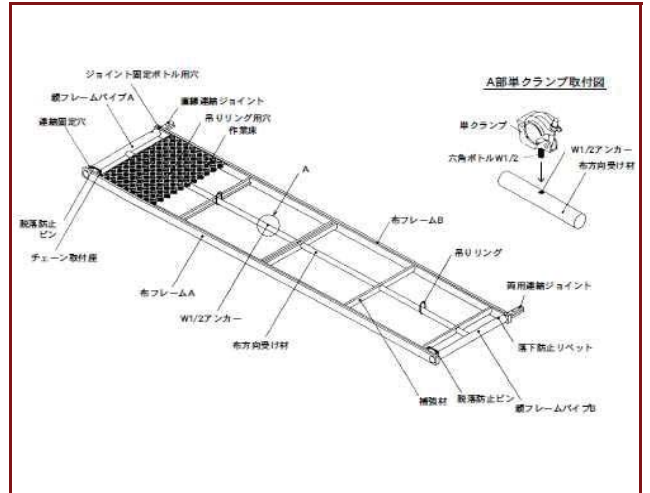 ジョイント固定ボトル用穴
鏡フレームパイプA
直線連結ジョイント
連結固定穴
吊りリング用穴
作業床
A
A部単クランプ取付図
単クランプ
六角ボトルW1/2
W1/2アンカー
布方向受け材
布フレームB
脱落防止
ピン
チェーン取付座
吊りリング
両用連結ジョイント
布フレームA
W1/2アンカー
布方向受け材
落下防止リベット
補強材
脱落防止ピン
鏡フレームパイプB